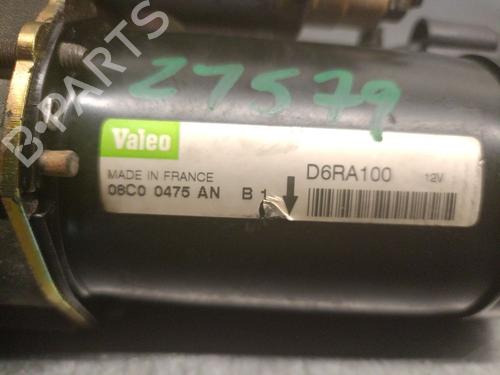 B-PARTS
27579
Valeo
MADE IN FRANCE
D6RA100 12V
08C0 0475 AN B 1